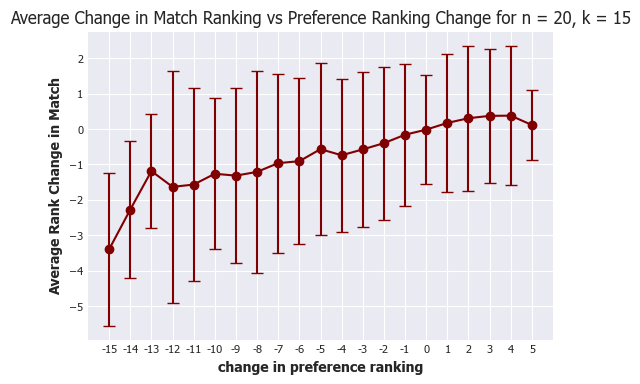 Average Change in Match Ranking vs Preference Ranking Change for n = 20, k = 15
Average Rank Change in Match
2
1
0
−1
−2
−3
−4
−5
-15 -14 -13 -12 -11 -10 -9 -8 -7 -6 -5 -4 -3 -2 -1 0 1 2 3 4 5
change in preference ranking